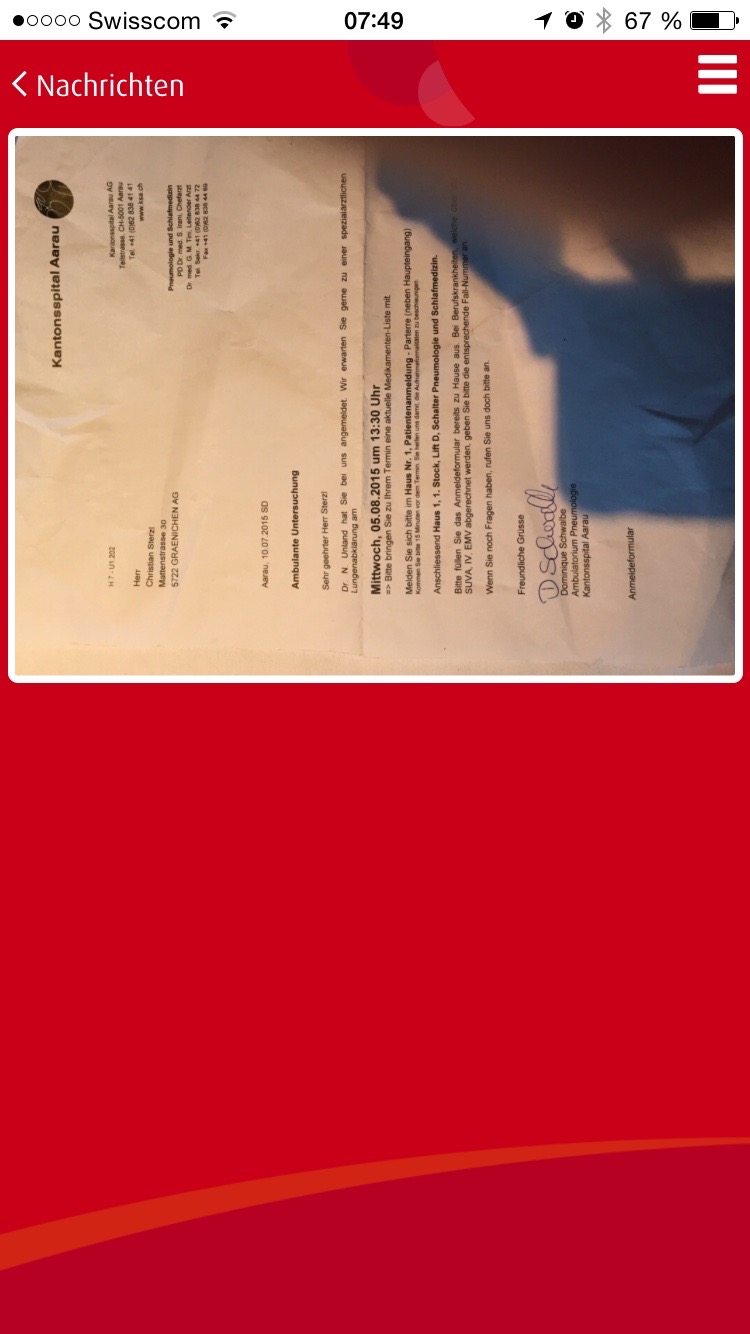 Swisscom
07:49
67 %
Nachrichten
Kantonsspital Aarau
Kantonsspital Aarau AG
Tellstrasse, CH-5001 Aarau
Tel. +41 (0)62 838 41 41
www.ksa.ch
Pneumologie und Schlafmedizin
PD Dr. med. S. Irani, Chefarzt
Dr. med. G. M. Tini, Leitender Arzt
Tel. Sekr. +41 (0)62 838 44 72
Fax +41 (0)62 838 44 69
H 7 - U1 202
Herr
Christian Sterzl
Mattenstrasse 30
5722 GRAENICHEN AG
Aarau, 10.07.2015 SD
Ambulante Untersuchung
Sehr geehrter Herr Sterzl
Dr. N. Unland hat Sie bei uns angemeldet. Wir erwarten Sie gerne zu einer spezialärztlichen
Lungenabklärung am
Mittwoch, 05.08.2015 um 13:30 Uhr
=> Bitte bringen Sie zu Ihrem Termin eine aktuelle Medikamenten-Liste mit.
Melden Sie sich bitte im Haus Nr. 1, Patientenanmeldung - Parterre (neben Haupteingang)
Kommen Sie bitte 15 Minuten vor dem Termin. Sie helfen uns damit, die Aufnahmeformalitäten zu beschleunigen.
Anschliessend Haus 1, 1. Stock, Lift D, Schalter Pneumologie und Schlafmedizin.
Bitte füllen Sie das Anmeldeformular bereits zu Hause aus. Bei Berufskrankheiten, welche
SUVA, IV, EMV abgerechnet werden, geben Sie bitte die entsprechende Fall-Nummer an.
Wenn Sie noch Fragen haben, rufen Sie uns doch bitte an.
Freundliche Grüsse
D Schwalbe
Dominique Schwalbe
Ambulatorium Pneumologie
Kantonsspital Aarau
Anmeldeformular